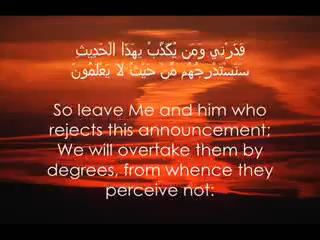 فَذَرْنِي وَمَن يُكَذِّبُ بِهَذَا الْحَدِيثِ
سَنَسْتَدْرِجُهُم مِّنْ حَيْثُ لَا يَعْلَمُونَ
So leave Me and him who
rejects this announcement;
We will overtake them by
degrees, from whence they
perceive not: